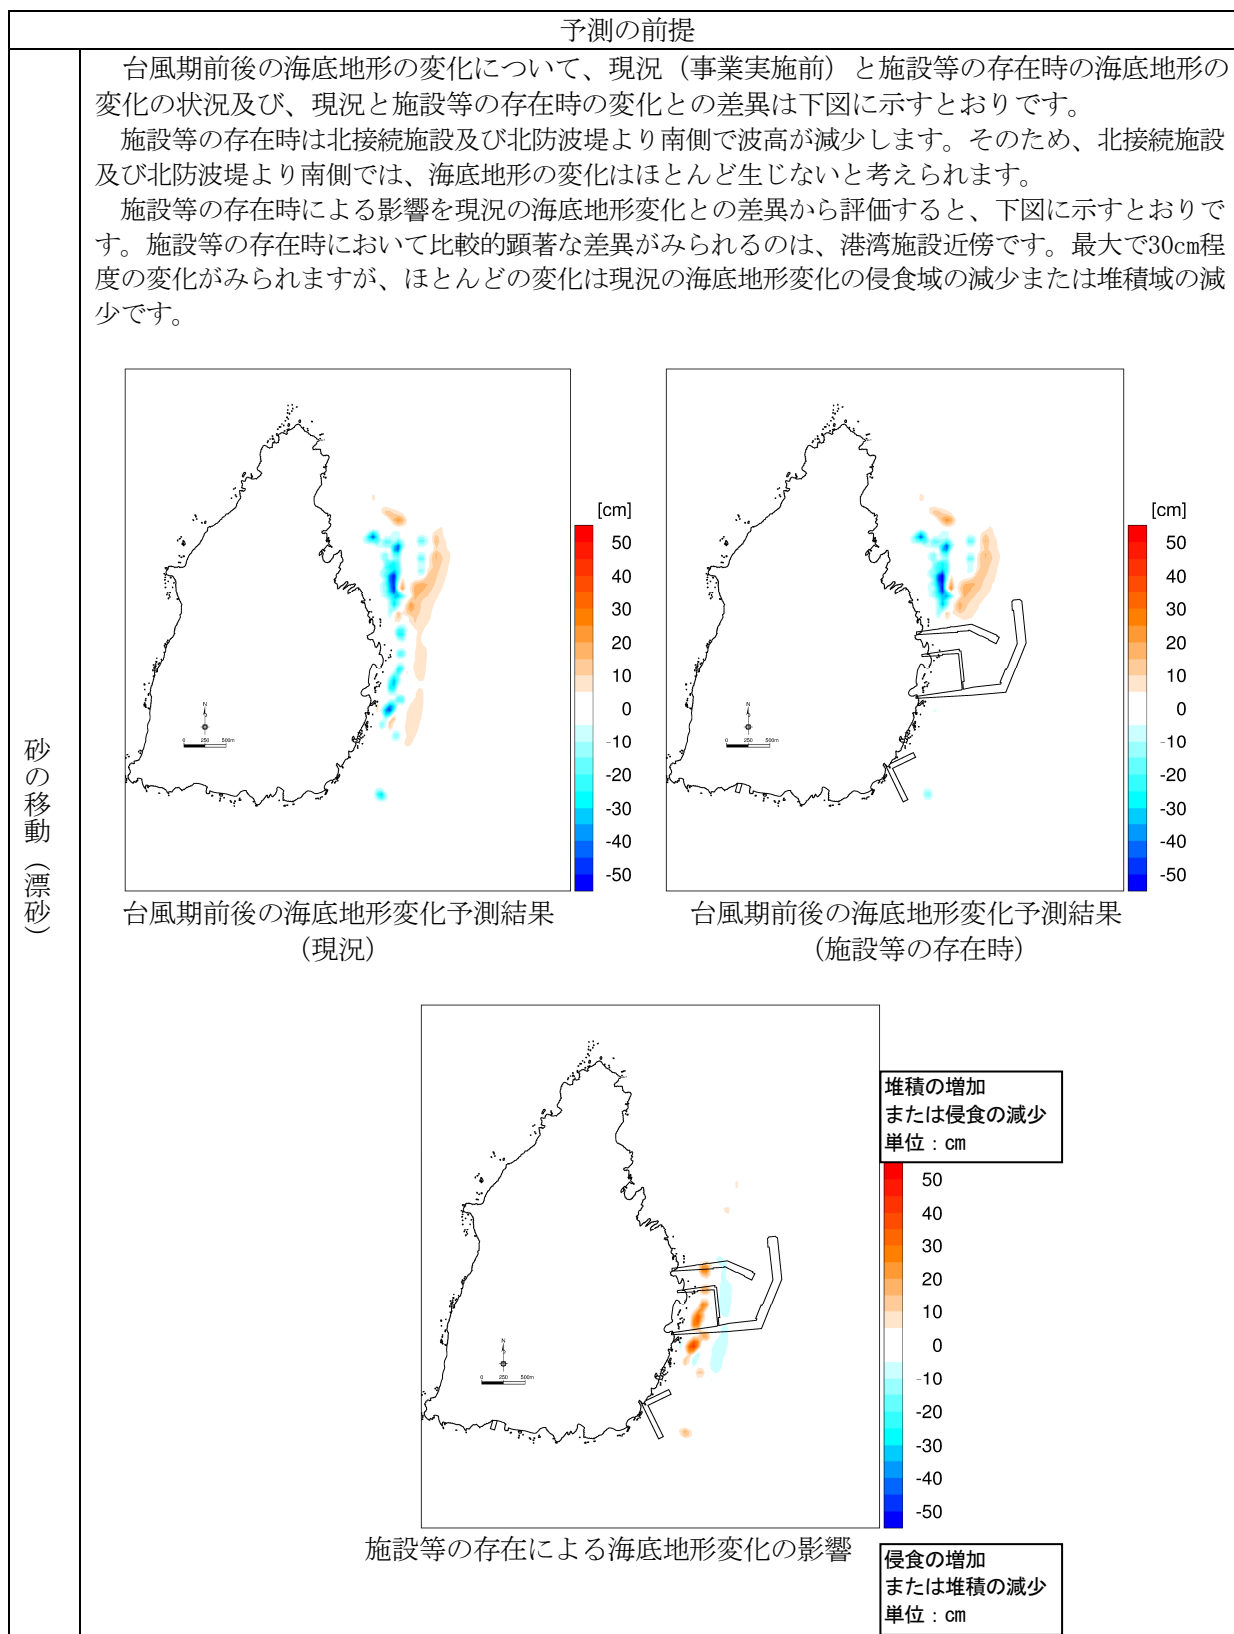 予測の前提
砂の移動（漂砂）
台風期前後の海底地形の変化について、現況（事業実施前）と施設等の存在時の海底地形の
変化の状況及び、現況と施設等の存在時の変化との差異は下図に示すとおりです。
施設等の存在時は北接続施設及び北防波堤より南側で波高が減少します。そのため、北接続施設
及び北防波堤より南側では、海底地形の変化はほとんど生じないと考えられます。
施設等の存在時による影響を現況の海底地形変化との差異から評価すると、下図に示すとおりで
す。施設等の存在時において比較的顕著な差異がみられるのは、港湾施設近傍です。最大で30cm程
度の変化がみられますが、ほとんどの変化は現況の海底地形変化の侵食域の減少または堆積域の減
少です。
[cm]
50
40
30
20
10
0
-10
-20
-30
-40
-50
N
0 250 500m
台風期前後の海底地形変化予測結果
（現況）
[cm]
50
40
30
20
10
0
-10
-20
-30
-40
-50
N
0 250 500m
台風期前後の海底地形変化予測結果
（施設等の存在時）
堆積の増加
または侵食の減少
単位：cm
50
40
30
20
10
0
-10
-20
-30
-40
-50
N
0 250 500m
施設等の存在による海底地形変化の影響
侵食の増加
または堆積の減少
単位：cm